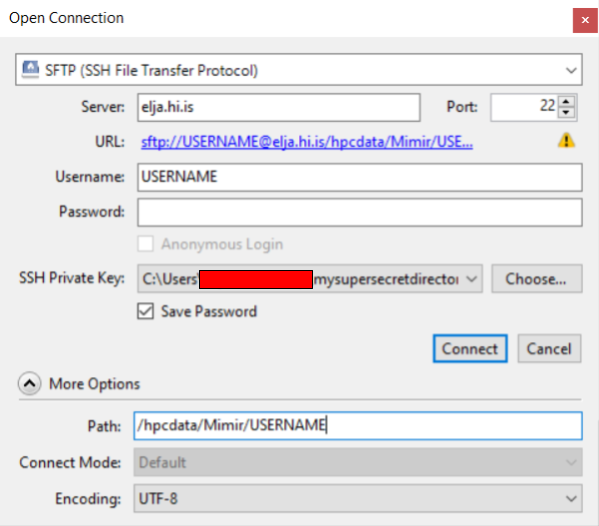 Open Connection
SFTP (SSH File Transfer Protocol)
Server: elja.hi.is Port: 22
URL: sftp://USERNAME@elja.hi.is/hpcdata/Mimir/USE...
Username: USERNAME
Password:
Anonymous Login
SSH Private Key: C:\Users\ mysupersecretdirector Choose...
Save Password
Connect Cancel
More Options
Path: /hpcdata/Mimir/USERNAME
Connect Mode: Default
Encoding: UTF-8